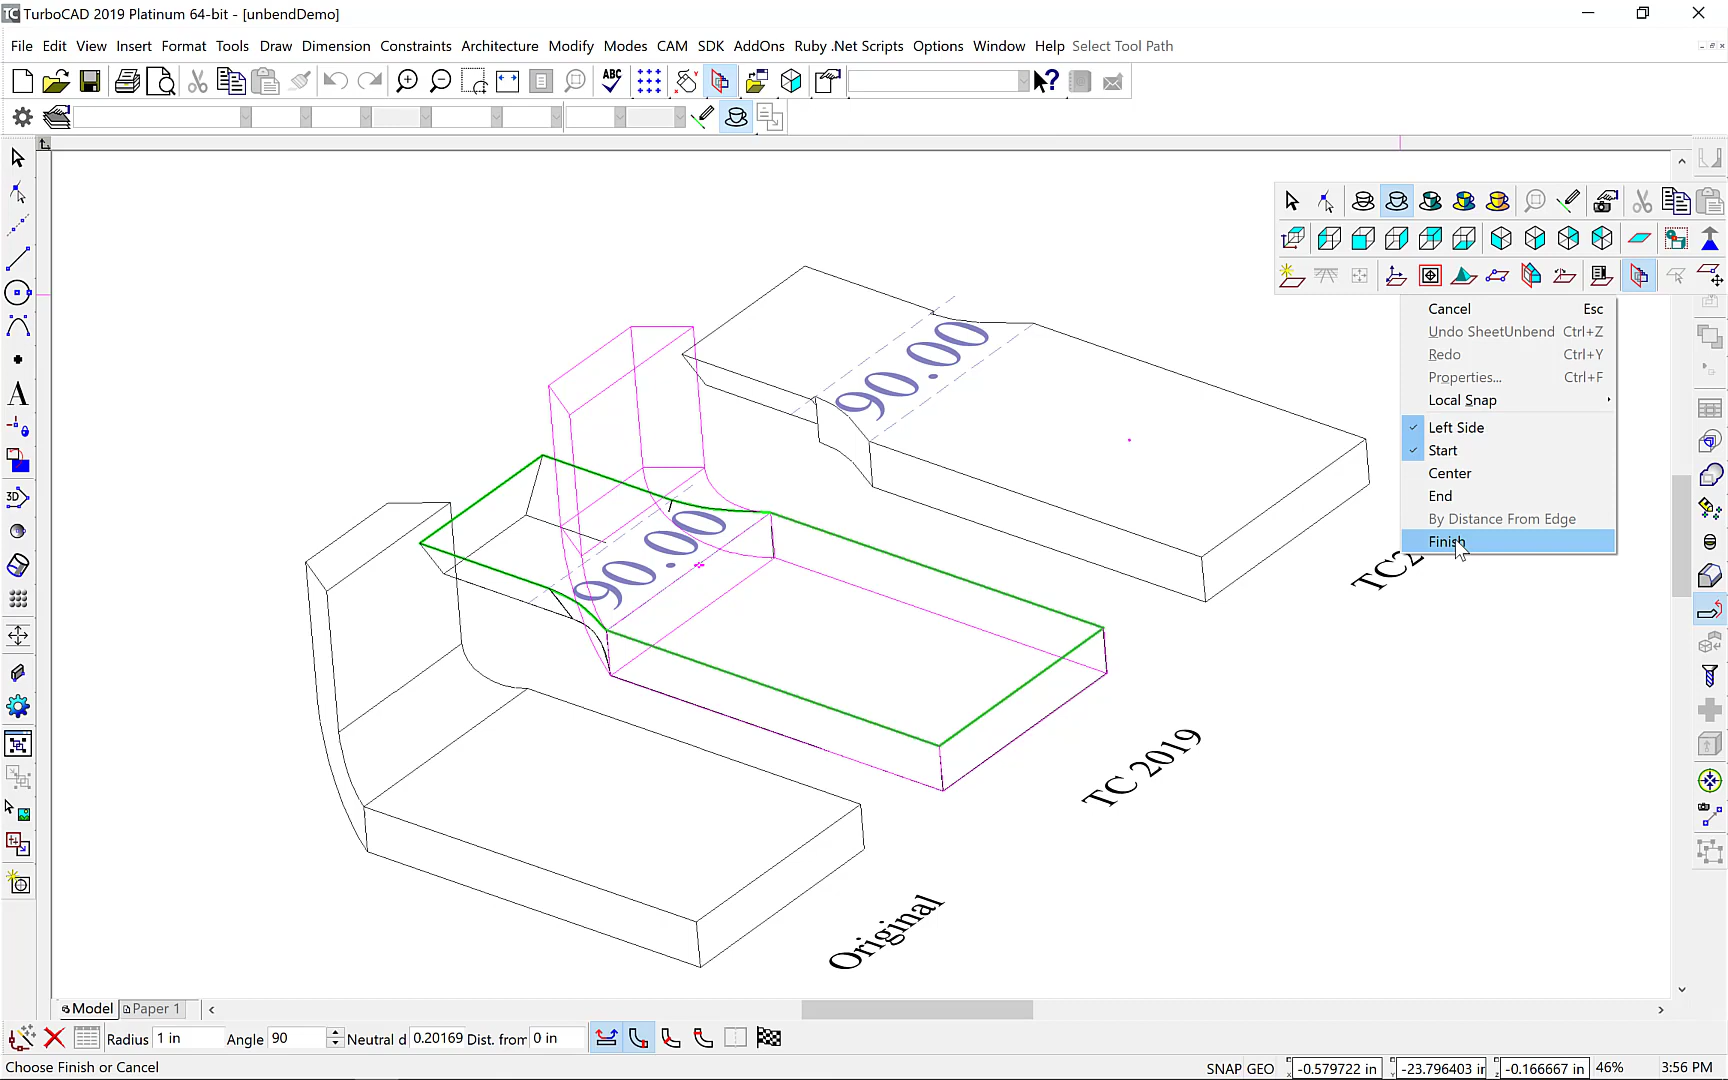 TurboCAD 2019 Platinum 64-bit - [unbendDemo]
File Edit View Insert Format Tools Draw Dimension Constraints Architecture Modify Modes CAM SDK AddOns Ruby .Net Scripts Options Window Help Select Tool Path
ABC
Cancel Esc
Undo SheetUnbend Ctrl+Z
Redo Ctrl+Y
Properties... Ctrl+F
Local Snap
Left Side
Start
Center
End
By Distance From Edge
Finish
90.00
90.00
TC2
TC 2019
Original
Model Paper 1
Radius 1 in Angle 90 Neutral d 0.20169 Dist. from 0 in
Choose Finish or Cancel SNAP GEO -0.579722 in -23.796403 in -0.166667 in 46% 3:56 PM